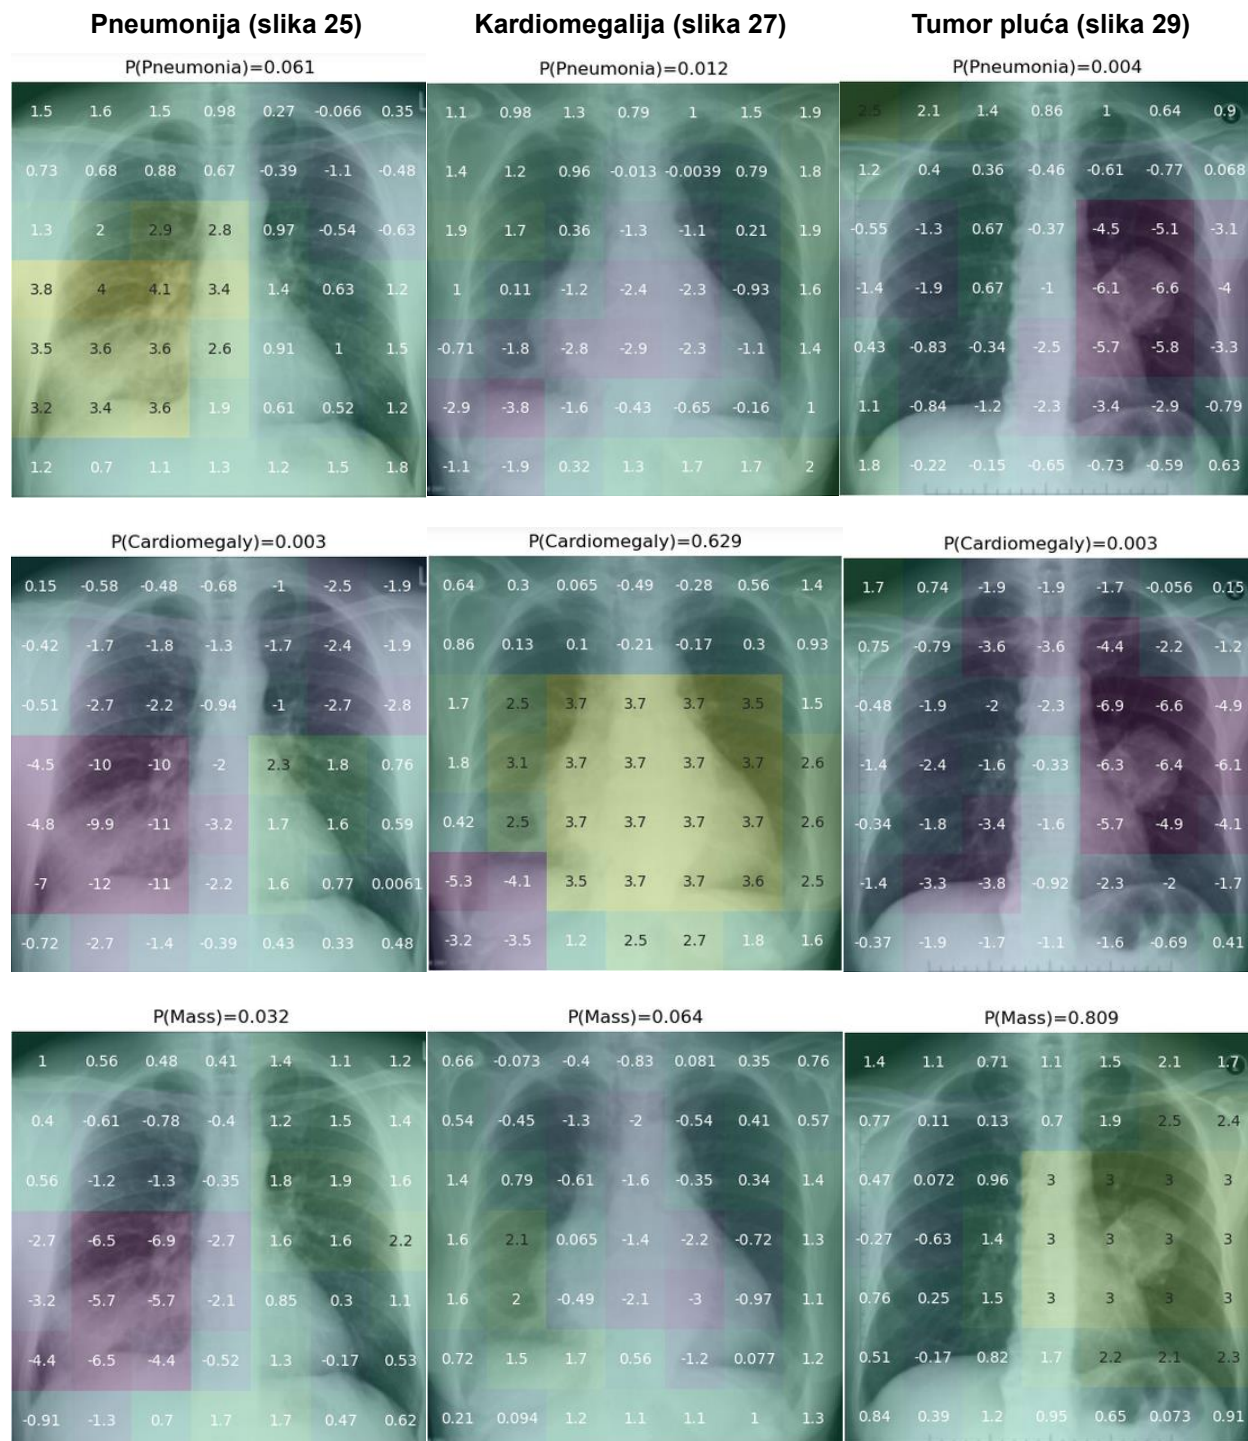 Pneumonija (slika 25) Kardiomegalija (slika 27) Tumor pluća (slika 29)
P(Pneumonia)=0.061 P(Pneumonia)=0.012 P(Pneumonia)=0.004
1.5 1.6 1.5 0.98 0.27 -0.066 0.35 1.1 0.98 1.3 0.79 1 1.5 1.9 2.5 2.1 1.4 0.86 1 0.64 0.9
0.73 0.68 0.88 0.67 -0.39 -1.1 -0.48 1.4 1.2 0.96 -0.013 -0.0039 0.79 1.8 1.2 0.4 0.36 -0.46 -0.61 -0.77 0.068
1.3 2 2.9 2.8 0.97 -0.54 -0.63 1.9 1.7 0.36 -1.3 -1.1 0.21 1.9 -0.55 -1.3 0.67 -0.37 -4.5 -5.1 -3.1
3.8 4 4.1 3.4 1.4 0.63 1.2 1 0.11 -1.2 -2.4 -2.3 -0.93 1.6 -1.4 -1.9 0.67 -1 -6.1 -6.6 -4
3.5 3.6 3.6 2.6 0.91 1 1.5 -0.71 -1.8 -2.8 -2.9 -2.3 -1.1 1.4 0.43 -0.83 -0.34 -2.5 -5.7 -5.8 -3.3
3.2 3.4 3.6 1.9 0.61 0.52 1.2 -2.9 -3.8 -1.6 -0.43 -0.65 -0.16 1 1.1 -0.84 -1.2 -2.3 -3.4 -2.9 -0.79
1.2 0.7 1.1 1.3 1.2 1.5 1.8 -1.1 -1.9 0.32 1.3 1.7 1.7 2 1.8 -0.22 -0.15 -0.65 -0.73 -0.59 0.63
P(Cardiomegaly)=0.003 P(Cardiomegaly)=0.629 P(Cardiomegaly)=0.003
0.15 -0.58 -0.48 -0.68 -1 -2.5 -1.9 0.64 0.3 0.065 -0.49 -0.28 0.56 1.4 1.7 0.74 -1.9 -1.9 -1.7 -0.056 0.15
-0.42 -1.7 -1.8 -1.3 -1.7 -2.4 -1.9 0.86 0.13 0.1 -0.21 -0.17 0.3 0.93 0.75 -0.79 -3.6 -3.6 -4.4 -2.2 -1.2
-0.51 -2.7 -2.2 -0.94 -1 -2.7 -2.8 1.7 2.5 3.7 3.7 3.7 3.5 1.5 -0.48 -1.9 -2 -2.3 -6.9 -6.6 -4.9
-4.5 -10 -10 -2 2.3 1.8 0.76 1.8 3.1 3.7 3.7 3.7 3.7 2.6 -1.4 -2.4 -1.6 -0.33 -6.3 -6.4 -6.1
-4.8 -9.9 -11 -3.2 1.7 1.6 0.59 0.42 2.5 3.7 3.7 3.7 3.7 2.6 -0.34 -1.8 -3.4 -1.6 -5.7 -4.9 -4.1
-7 -12 -11 -2.2 1.6 0.77 0.0061 -5.3 -4.1 3.5 3.7 3.7 3.6 2.5 -1.4 -3.3 -3.8 -0.92 -2.3 -2 -1.7
-0.72 -2.7 -1.4 -0.39 0.43 0.33 0.48 -3.2 -3.5 1.2 2.5 2.7 1.8 1.6 -0.37 -1.9 -1.7 -1.1 -1.6 -0.69 0.41
P(Mass)=0.032 P(Mass)=0.064 P(Mass)=0.809
1 0.56 0.48 0.41 1.4 1.1 1.2 0.66 -0.073 -0.4 -0.83 0.081 0.35 0.76 1.4 1.1 0.71 1.1 1.5 2.1 1.7
0.4 -0.61 -0.78 -0.4 1.2 1.5 1.4 0.54 -0.45 -1.3 -2 -0.54 0.41 0.57 0.77 0.11 0.13 0.7 1.9 2.5 2.4
0.56 -1.2 -1.3 -0.35 1.8 1.9 1.6 1.4 0.79 -0.61 -1.6 -0.35 0.34 1.4 0.47 0.072 0.96 3 3 3 3
-2.7 -6.5 -6.9 -2.7 1.6 1.6 2.2 1.6 2.1 0.065 -1.4 -2.2 -0.72 1.3 -0.27 -0.63 1.4 3 3 3 3
-3.2 -5.7 -5.7 -2.1 0.85 0.3 1.1 1.6 2 -0.49 -2.1 -3 -0.97 1.1 0.76 0.25 1.5 3 3 3 3
-4.4 -6.5 -4.4 -0.52 1.3 -0.17 0.53 0.72 1.5 1.7 0.56 -1.2 0.077 1.2 0.51 -0.17 0.82 1.7 2.2 2.1 2.3
-0.91 -1.3 0.7 1.7 1.7 0.47 0.62 0.21 0.094 1.2 1.1 1.1 1 1.3 0.84 0.39 1.2 0.95 0.65 0.073 0.91